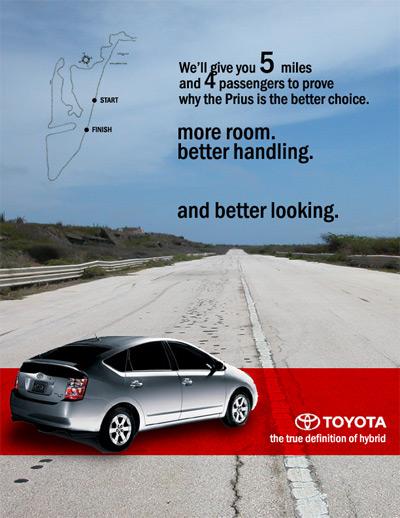 We'll give you 5 miles
and 4 passengers to prove
why the Prius is the better choice.
more room.
better handling.
and better looking.
START
FINISH
TOYOTA
the true definition of hybrid